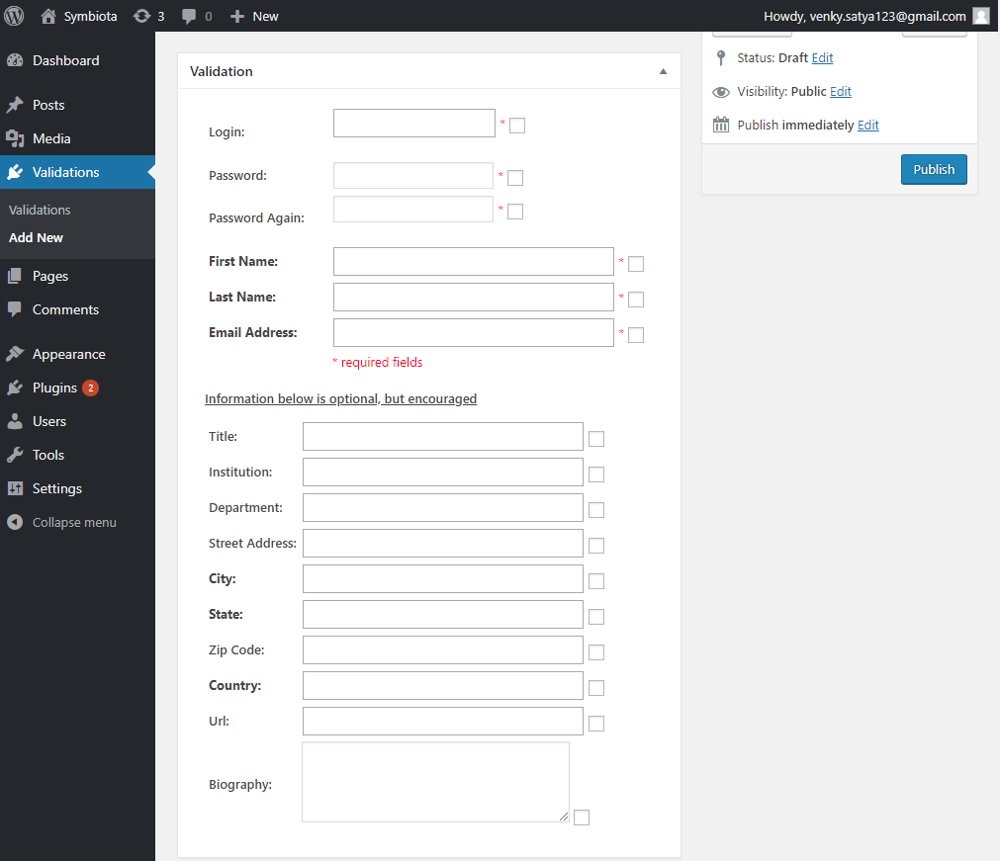 Symbiota 3 0 New Howdy, venky.satya123@gmail.com
Dashboard
Posts
Media
Validations
Validations
Add New
Pages
Comments
Appearance
Plugins 2
Users
Tools
Settings
Collapse menu
Validation
Login: *
Password: *
Password Again: *
First Name: *
Last Name: *
Email Address: *
* required fields
Information below is optional, but encouraged
Title:
Institution:
Department:
Street Address:
City:
State:
Zip Code:
Country:
Url:
Biography:
Status: Draft Edit
Visibility: Public Edit
Publish immediately Edit
Publish